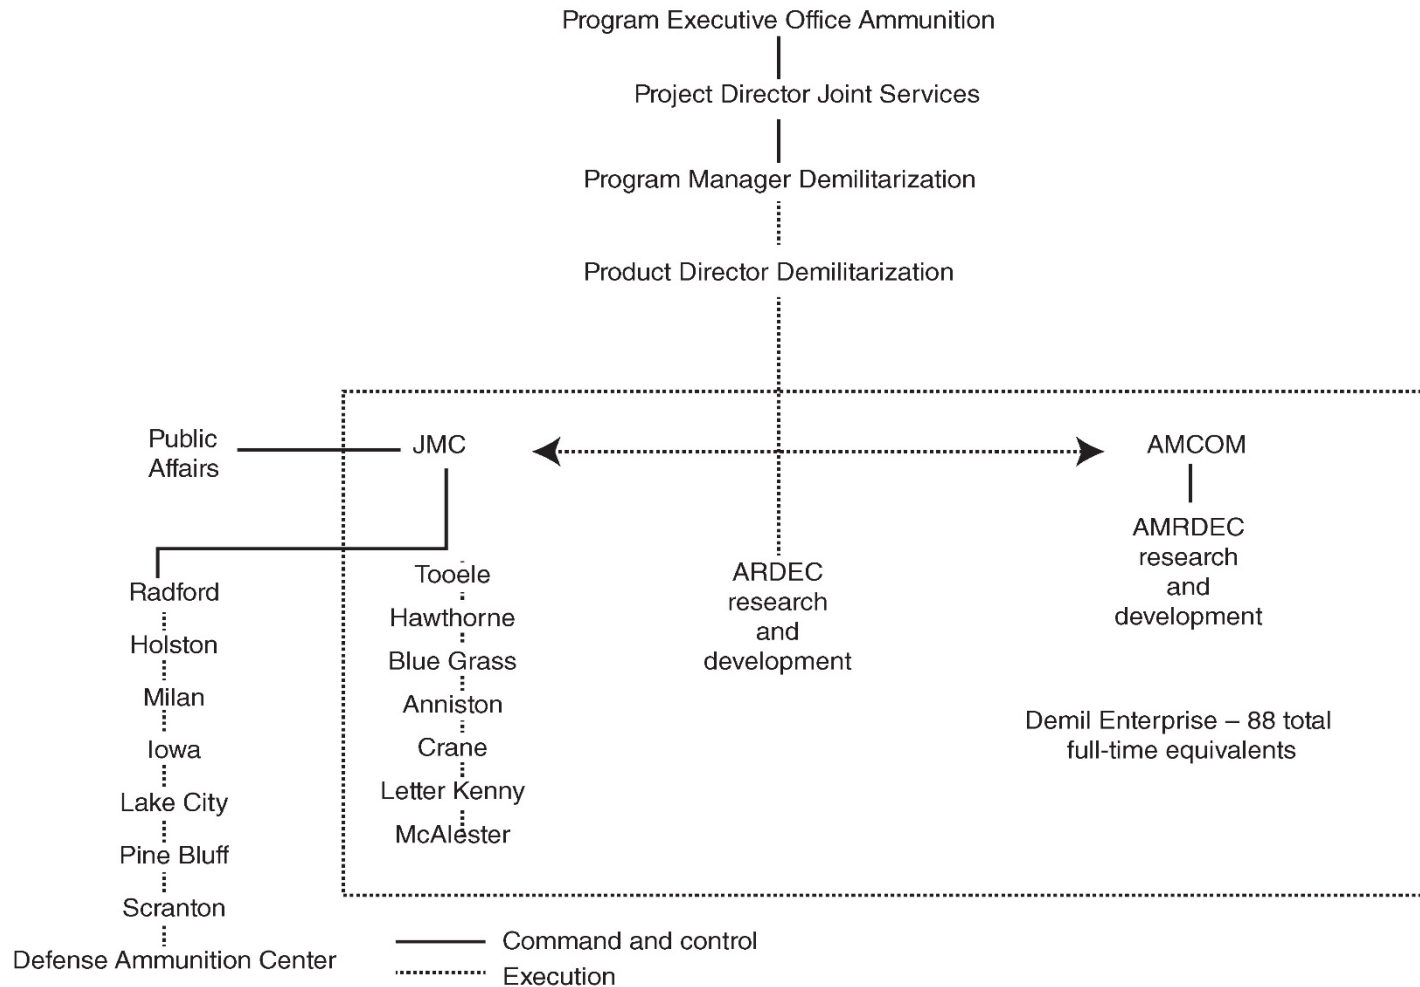 Program Executive Office Ammunition
Project Director Joint Services
Program Manager Demilitarization
Product Director Demilitarization
Public
Affairs
JMC
AMCOM
AMRDEC
research
and
development
Radford
Holston
Milan
Iowa
Lake City
Pine Bluff
Scranton
Defense Ammunition Center
Tooele
Hawthorne
Blue Grass
Anniston
Crane
Letter Kenny
McAlester
ARDEC
research
and
development
Demil Enterprise – 88 total
full-time equivalents
Command and control
Execution